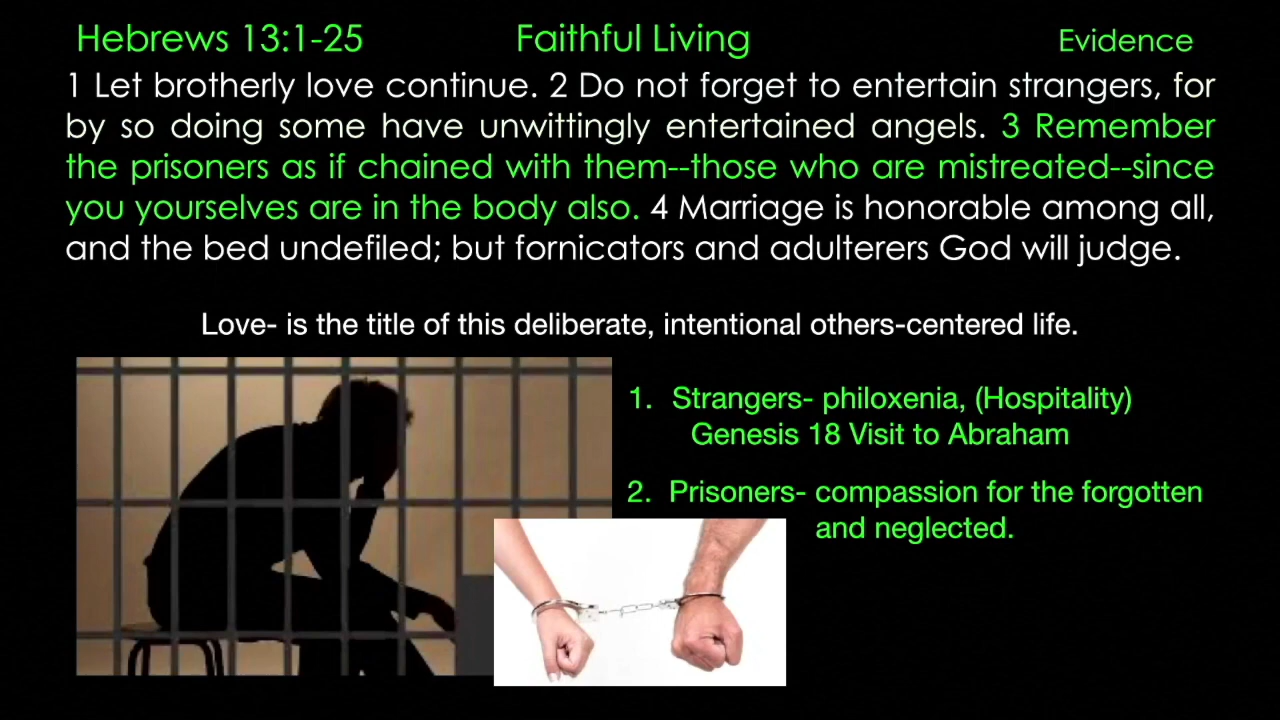 Hebrews 13:1-25 Faithful Living Evidence
1 Let brotherly love continue. 2 Do not forget to entertain strangers, for
by so doing some have unwittingly entertained angels. 3 Remember
the prisoners as if chained with them--those who are mistreated--since
you yourselves are in the body also. 4 Marriage is honorable among all,
and the bed undefiled; but fornicators and adulterers God will judge.
Love- is the title of this deliberate, intentional others-centered life.
1. Strangers- philoxenia, (Hospitality)
Genesis 18 Visit to Abraham
2. Prisoners- compassion for the forgotten
and neglected.